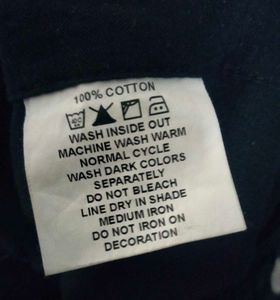 100% COTTON
40
WASH INSIDE OUT
MACHINE WASH WARM
NORMAL CYCLE
WASH DARK COLORS
SEPARATELY
DO NOT BLEACH
LINE DRY IN SHADE
MEDIUM IRON
DO NOT IRON ON
DECORATION